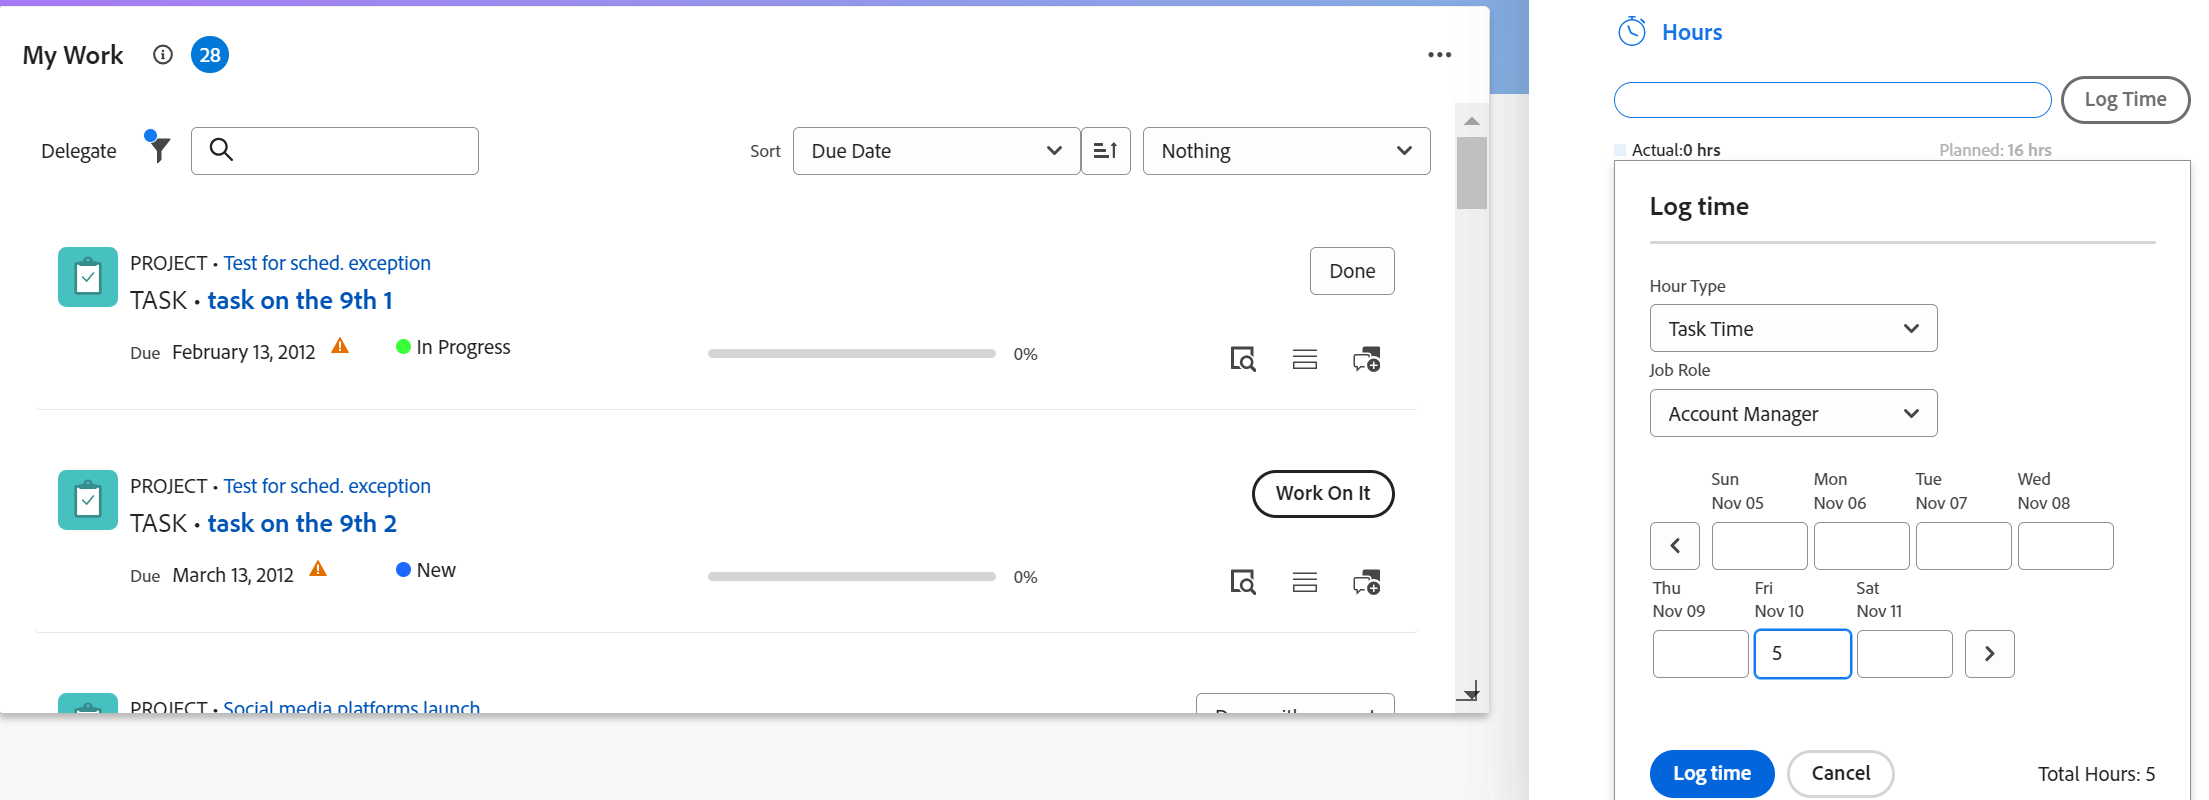 My Work 28
Delegate
Sort Due Date Nothing
PROJECT • Test for sched. exception
TASK • task on the 9th 1
Done
Due February 13, 2012 In Progress 0%
PROJECT • Test for sched. exception
TASK • task on the 9th 2
Work On It
Due March 13, 2012 New 0%
PROJECT • Social media platforms launch
Hours
Log Time
Actual:0 hrs Planned: 16 hrs
Log time
Hour Type
Task Time
Job Role
Account Manager
Sun Mon Tue Wed
Nov 05 Nov 06 Nov 07 Nov 08
Thu Fri Sat
Nov 09 Nov 10 Nov 11
5
Log time Cancel Total Hours: 5